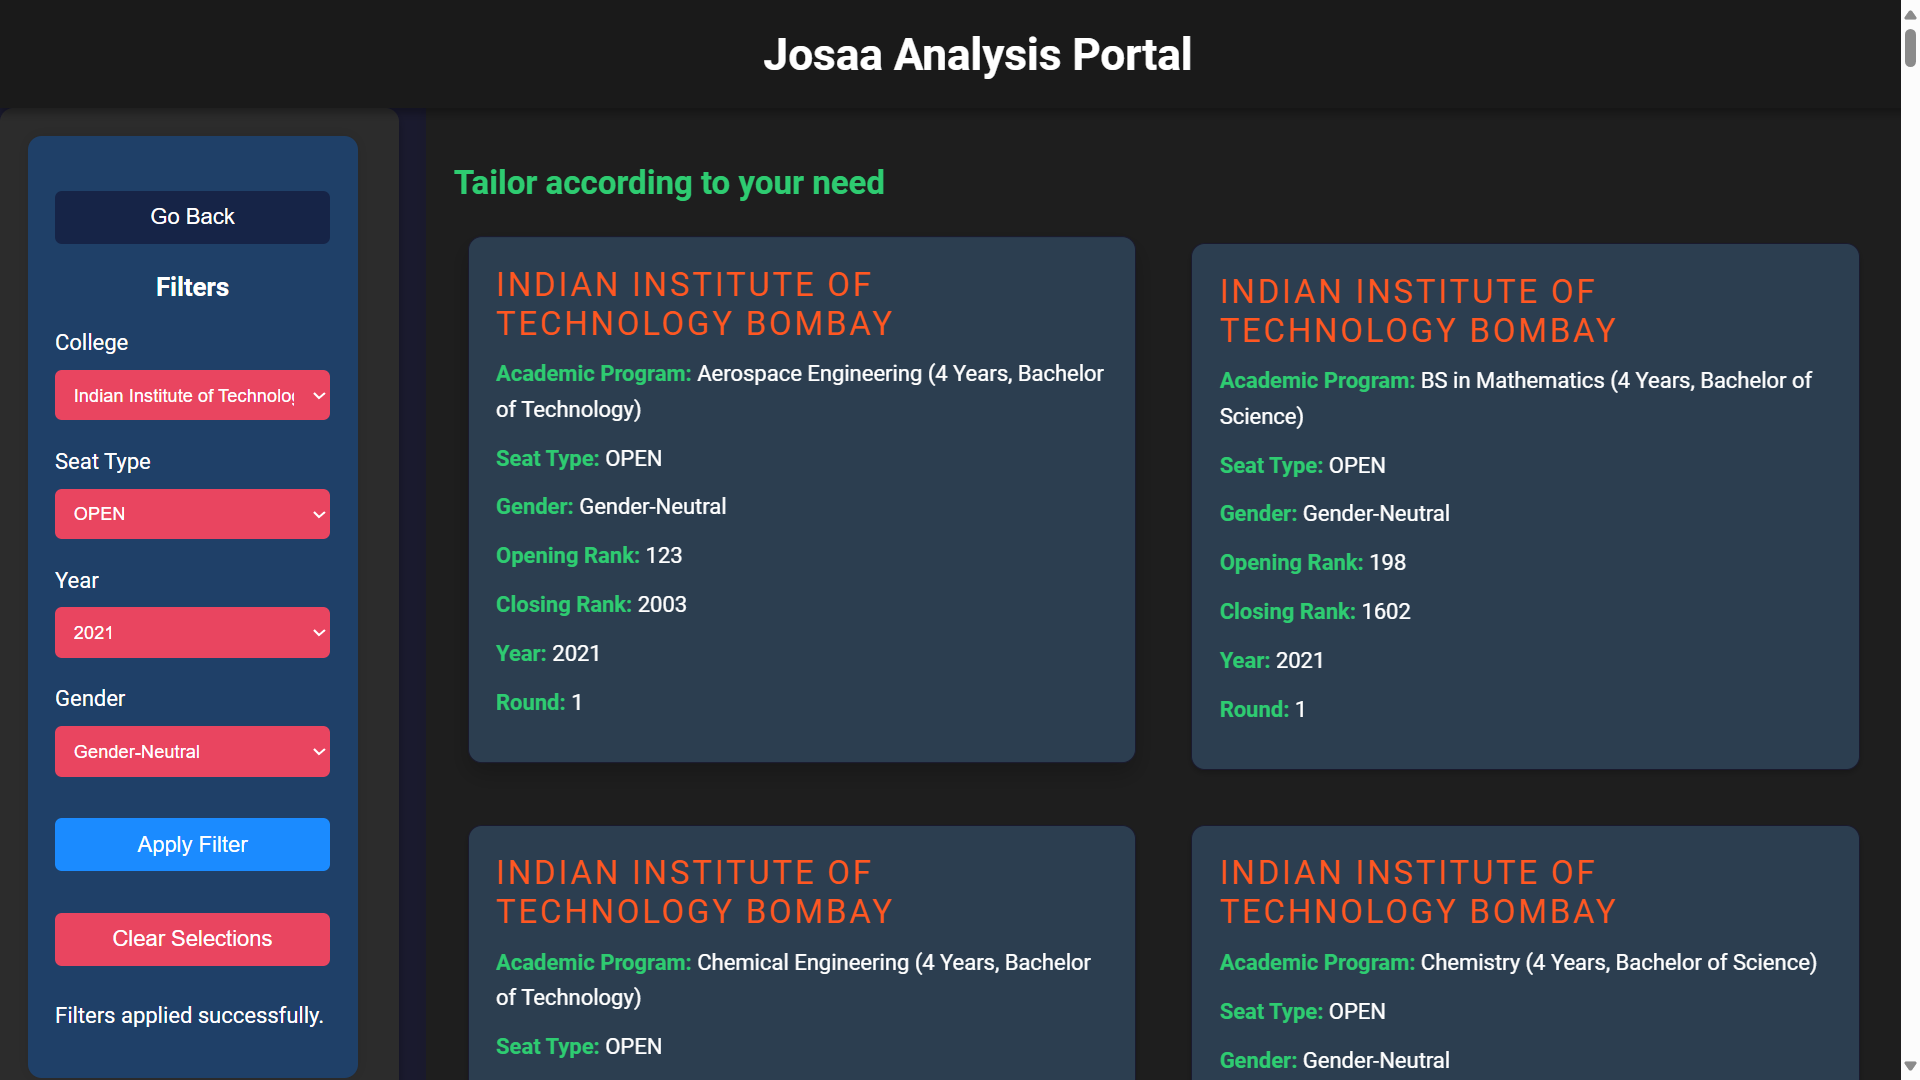 Josaa Analysis Portal
Go Back
Filters
College
Indian Institute of Technolo
Seat Type
OPEN
Year
2021
Gender
Gender-Neutral
Apply Filter
Clear Selections
Filters applied successfully.
Tailor according to your need
INDIAN INSTITUTE OF
TECHNOLOGY BOMBAY
Academic Program: Aerospace Engineering (4 Years, Bachelor
of Technology)
Seat Type: OPEN
Gender: Gender-Neutral
Opening Rank: 123
Closing Rank: 2003
Year: 2021
Round: 1
INDIAN INSTITUTE OF
TECHNOLOGY BOMBAY
Academic Program: BS in Mathematics (4 Years, Bachelor of
Science)
Seat Type: OPEN
Gender: Gender-Neutral
Opening Rank: 198
Closing Rank: 1602
Year: 2021
Round: 1
INDIAN INSTITUTE OF
TECHNOLOGY BOMBAY
Academic Program: Chemical Engineering (4 Years, Bachelor
of Technology)
Seat Type: OPEN
INDIAN INSTITUTE OF
TECHNOLOGY BOMBAY
Academic Program: Chemistry (4 Years, Bachelor of Science)
Seat Type: OPEN
Gender: Gender-Neutral